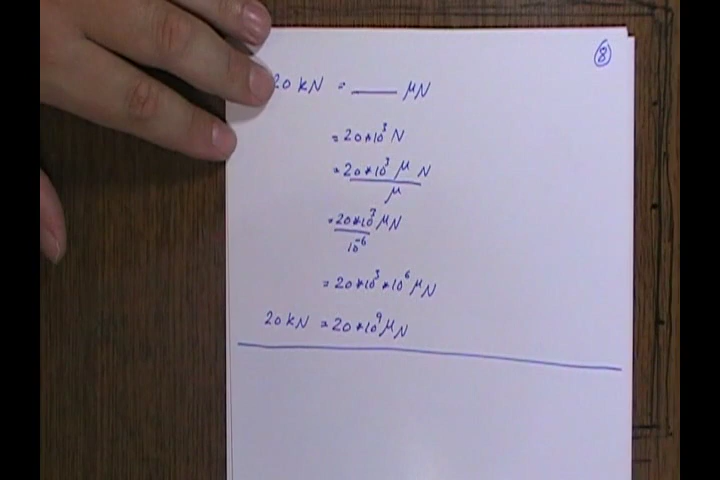 ⑧
20 kN = ____ μN
= 20*10³ N
= 20*10³ μ N
μ
= 20*10³ μN
10⁻⁶
= 20*10³*10⁶ μN
20 kN = 20*10⁹ μN